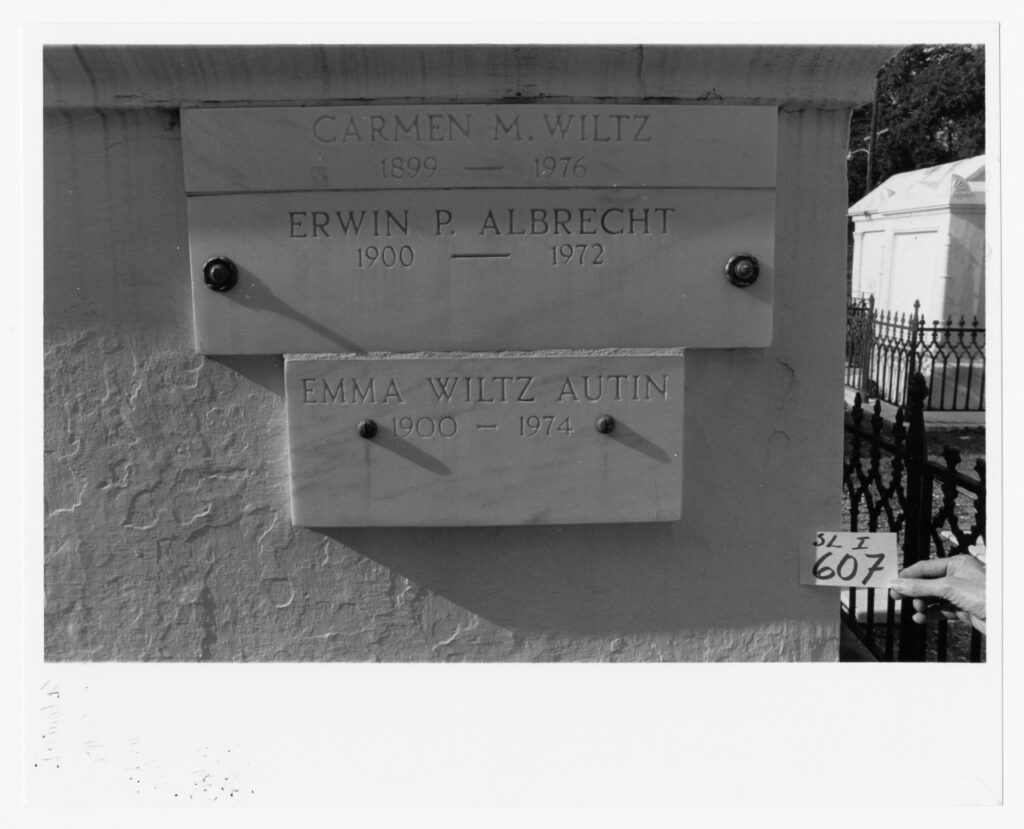 CARMEN M. WILTZ
1899 — 1976
ERWIN P. ALBRECHT
1900 — 1972
EMMA WILTZ AUTIN
1900 — 1974
SL I
607